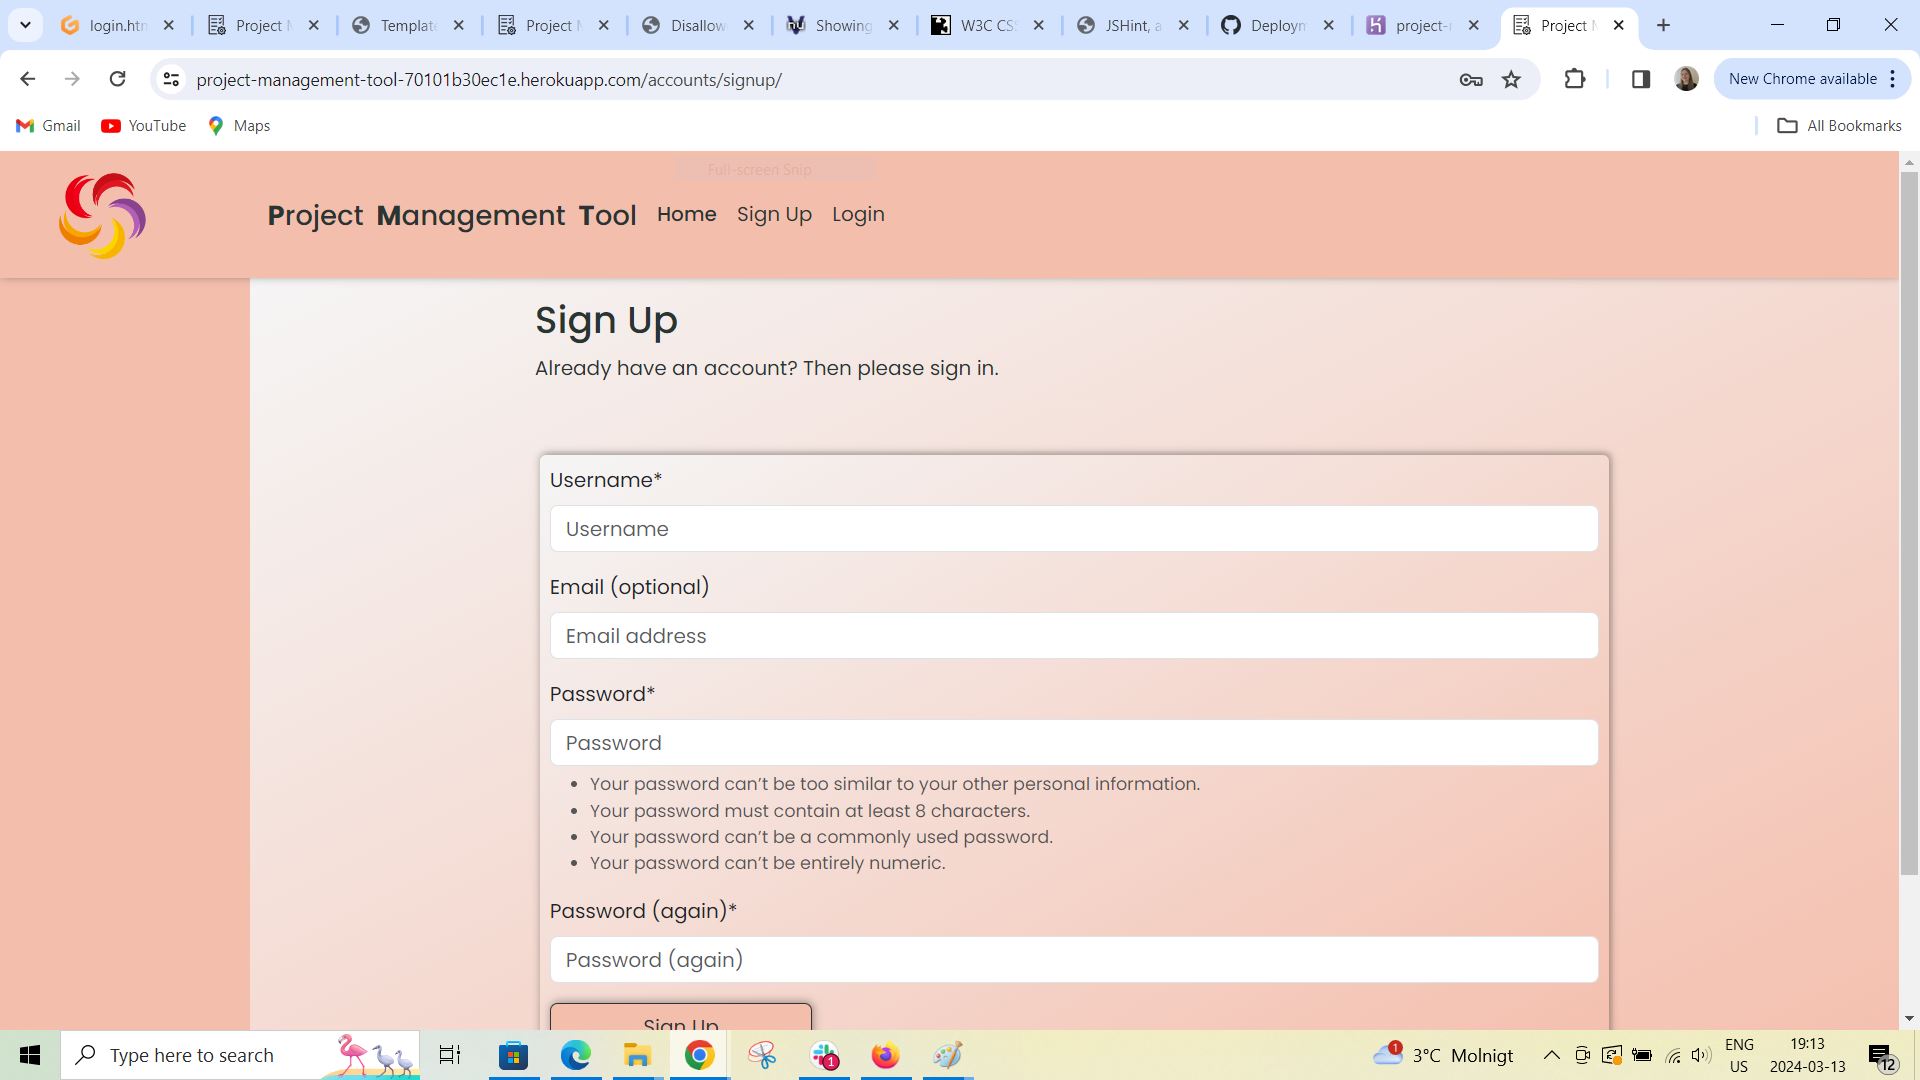 login.htm
Project M
Template
Project M
Disallow
Showing
W3C CSS
JSHint, a
Deploym
project-r
Project M
project-management-tool-70101b30ec1e.herokuapp.com/accounts/signup/
New Chrome available
Gmail
YouTube
Maps
All Bookmarks
Full-screen Snip
Project Management Tool
Home
Sign Up
Login
Sign Up
Already have an account? Then please sign in.
Username*
Username
Email (optional)
Email address
Password*
Password
Your password can’t be too similar to your other personal information.
Your password must contain at least 8 characters.
Your password can’t be a commonly used password.
Your password can’t be entirely numeric.
Password (again)*
Password (again)
Sign Up
Type here to search
1
1
3°C Molnigt
ENG
US
19:13
2024-03-13
12